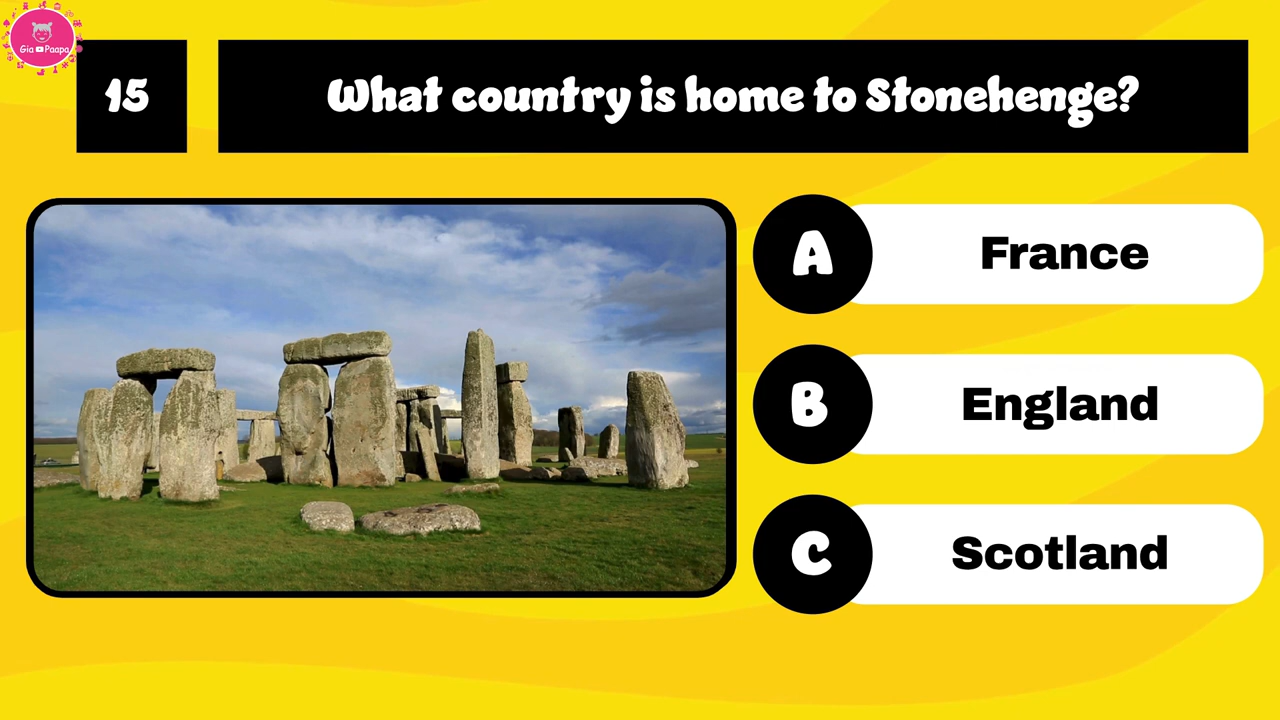 Gia Paapa
15
What country is home to Stonehenge?
A
France
B
England
C
Scotland